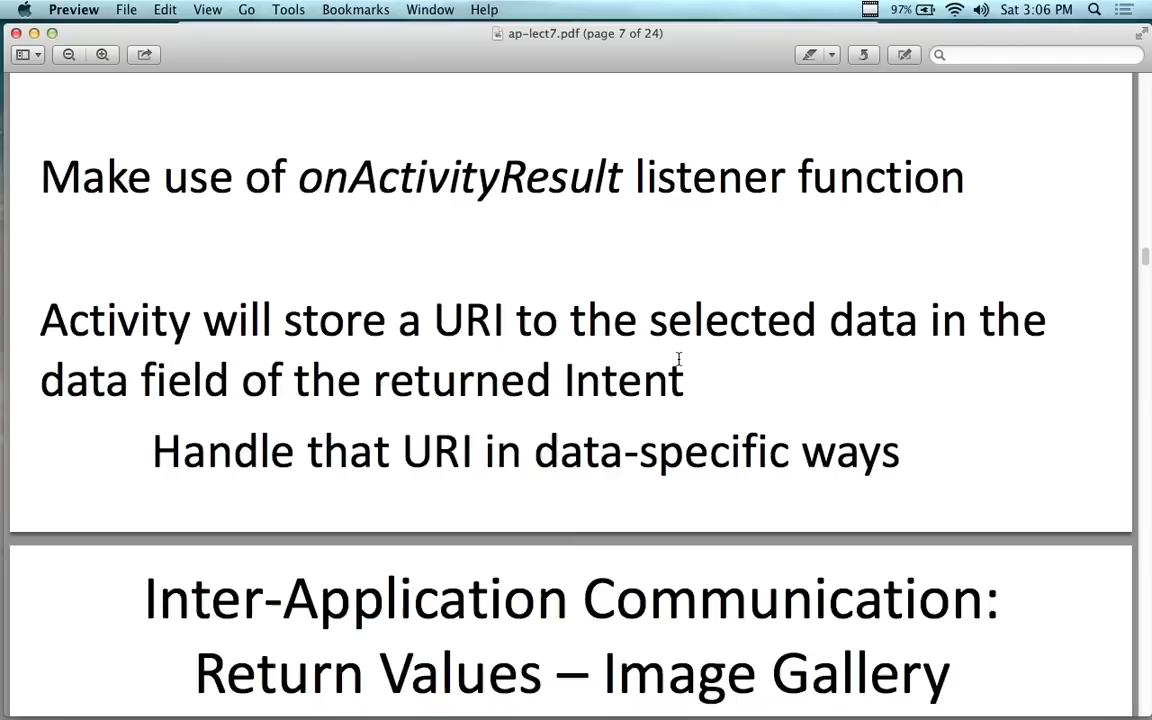 Preview File Edit View Go Tools Bookmarks Window Help 97% Sat 3:06 PM
ap-lect7.pdf (page 7 of 24)
Make use of onActivityResult listener function
Activity will store a URI to the selected data in the
data field of the returned Intent
Handle that URI in data-specific ways
Inter-Application Communication:
Return Values – Image Gallery